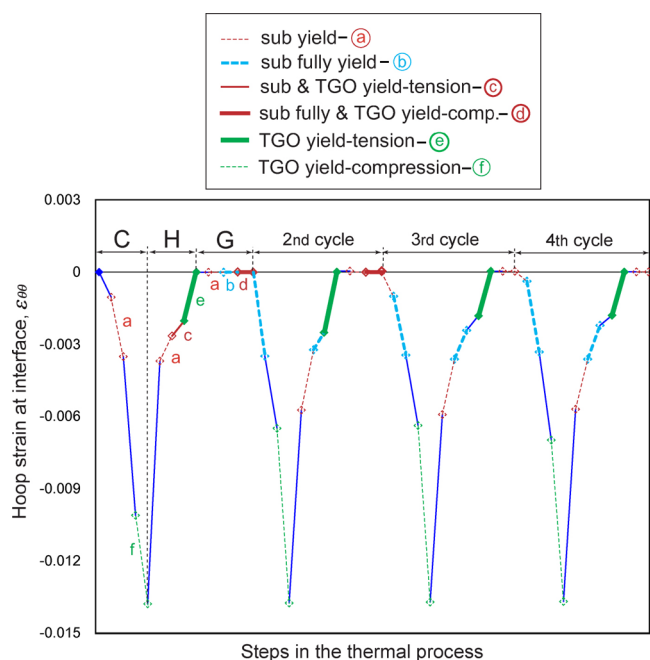 sub yield–ⓐ
sub fully yield–ⓑ
sub & TGO yield-tension–ⓒ
sub fully & TGO yield-comp.–ⓓ
TGO yield-tension–ⓔ
TGO yield-compression–ⓕ
0.003
C H G 2nd cycle 3rd cycle 4th cycle
0
a b d
e
a c
a
-0.003
-0.006
-0.009
f
-0.012
-0.015
Hoop strain at interface, εθθ
Steps in the thermal process